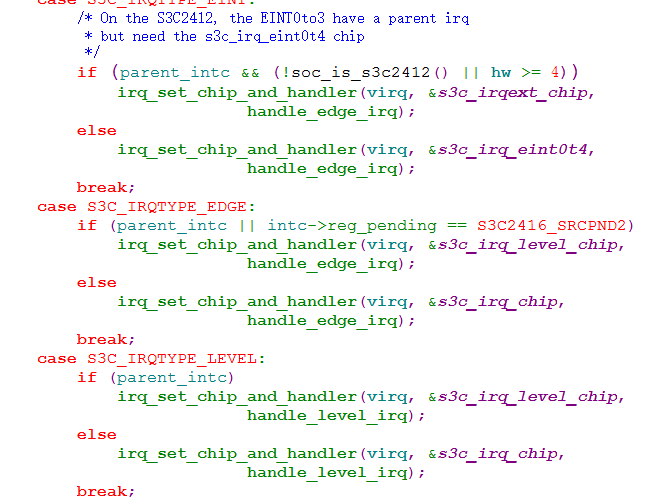 case S3C_IRQTYPE_EINT:
/* On the S3C2412, the EINT0to3 have a parent irq
* but need the s3c_irq_eint0t4 chip
*/
if (parent_intc && (!soc_is_s3c2412() || hw >= 4))
irq_set_chip_and_handler(virq, &s3c_irqext_chip,
handle_edge_irq);
else
irq_set_chip_and_handler(virq, &s3c_irq_eint0t4,
handle_edge_irq);
break;
case S3C_IRQTYPE_EDGE:
if (parent_intc || intc->reg_pending == S3C2416_SRCPND2)
irq_set_chip_and_handler(virq, &s3c_irq_level_chip,
handle_edge_irq);
else
irq_set_chip_and_handler(virq, &s3c_irq_chip,
handle_edge_irq);
break;
case S3C_IRQTYPE_LEVEL:
if (parent_intc)
irq_set_chip_and_handler(virq, &s3c_irq_level_chip,
handle_level_irq);
else
irq_set_chip_and_handler(virq, &s3c_irq_chip,
handle_level_irq);
break;